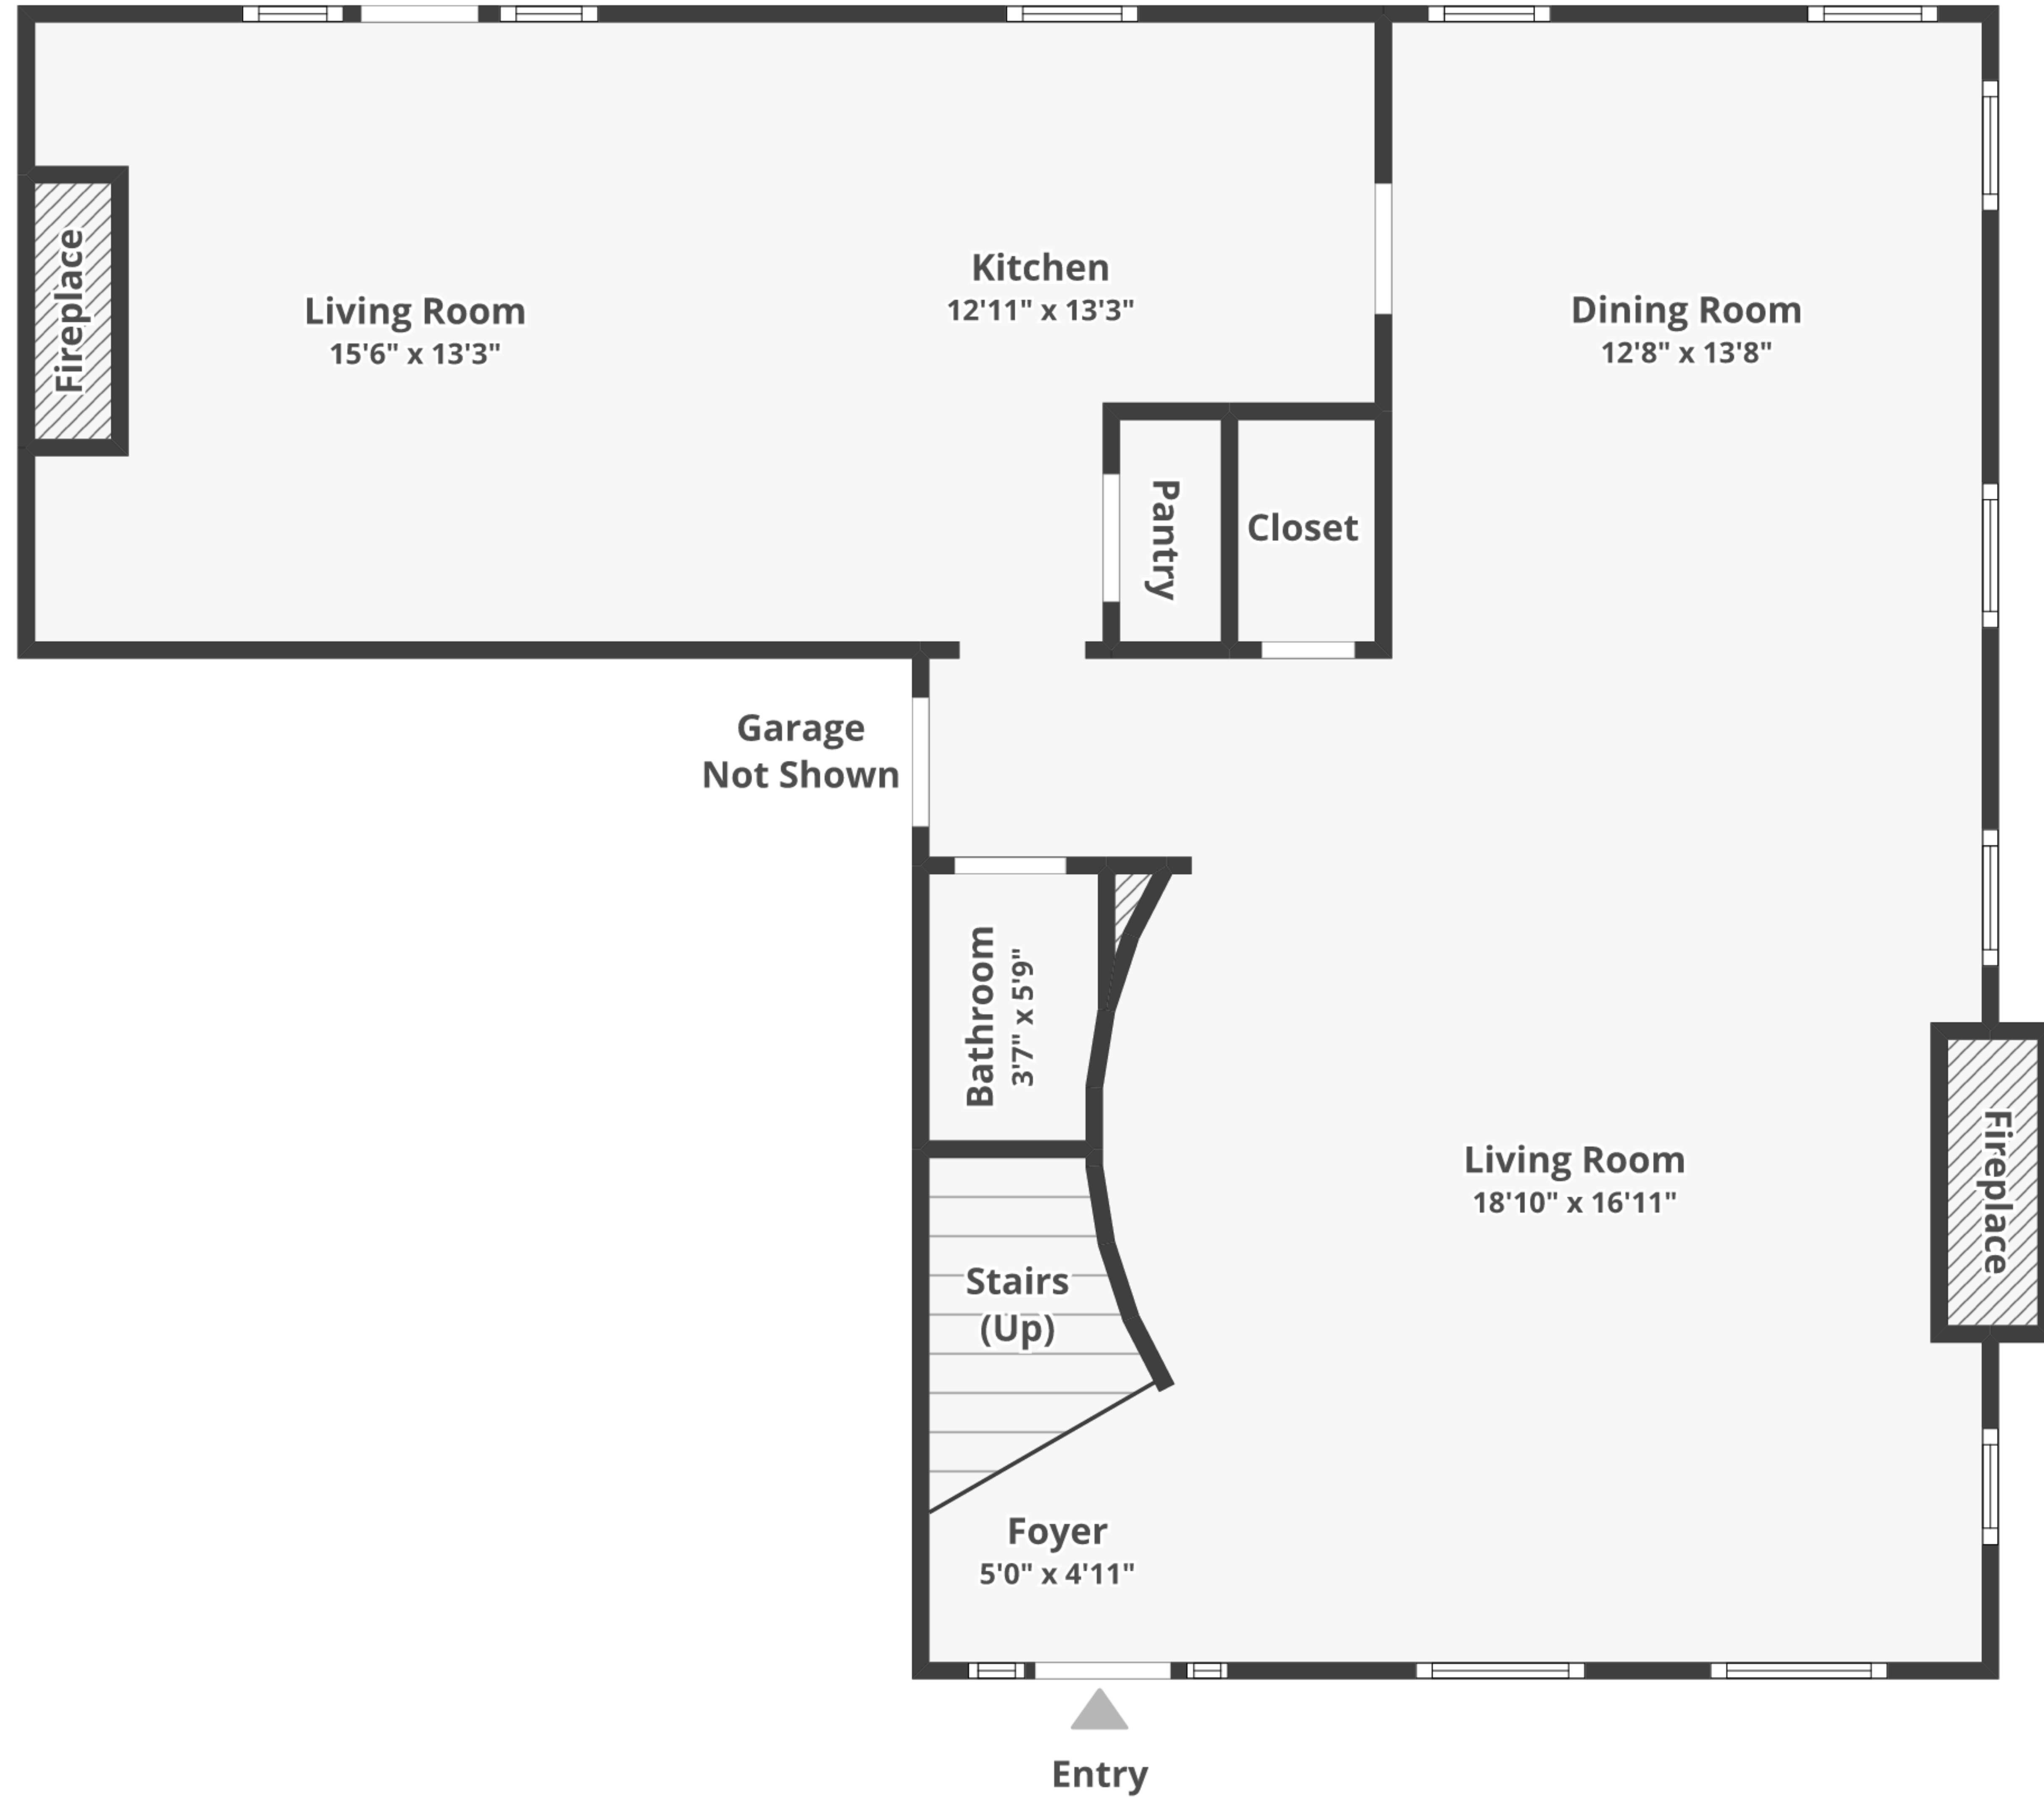 Fireplace
Living Room
15'6" x 13'3"
Kitchen
12'11" x 13'3"
Dining Room
12'8" x 13'8"
Pantry
Closet
Garage
Not Shown
Bathroom
3'7" x 5'9"
Living Room
18'10" x 16'11"
Fireplace
Stairs
(Up)
Foyer
5'0" x 4'11"
Entry